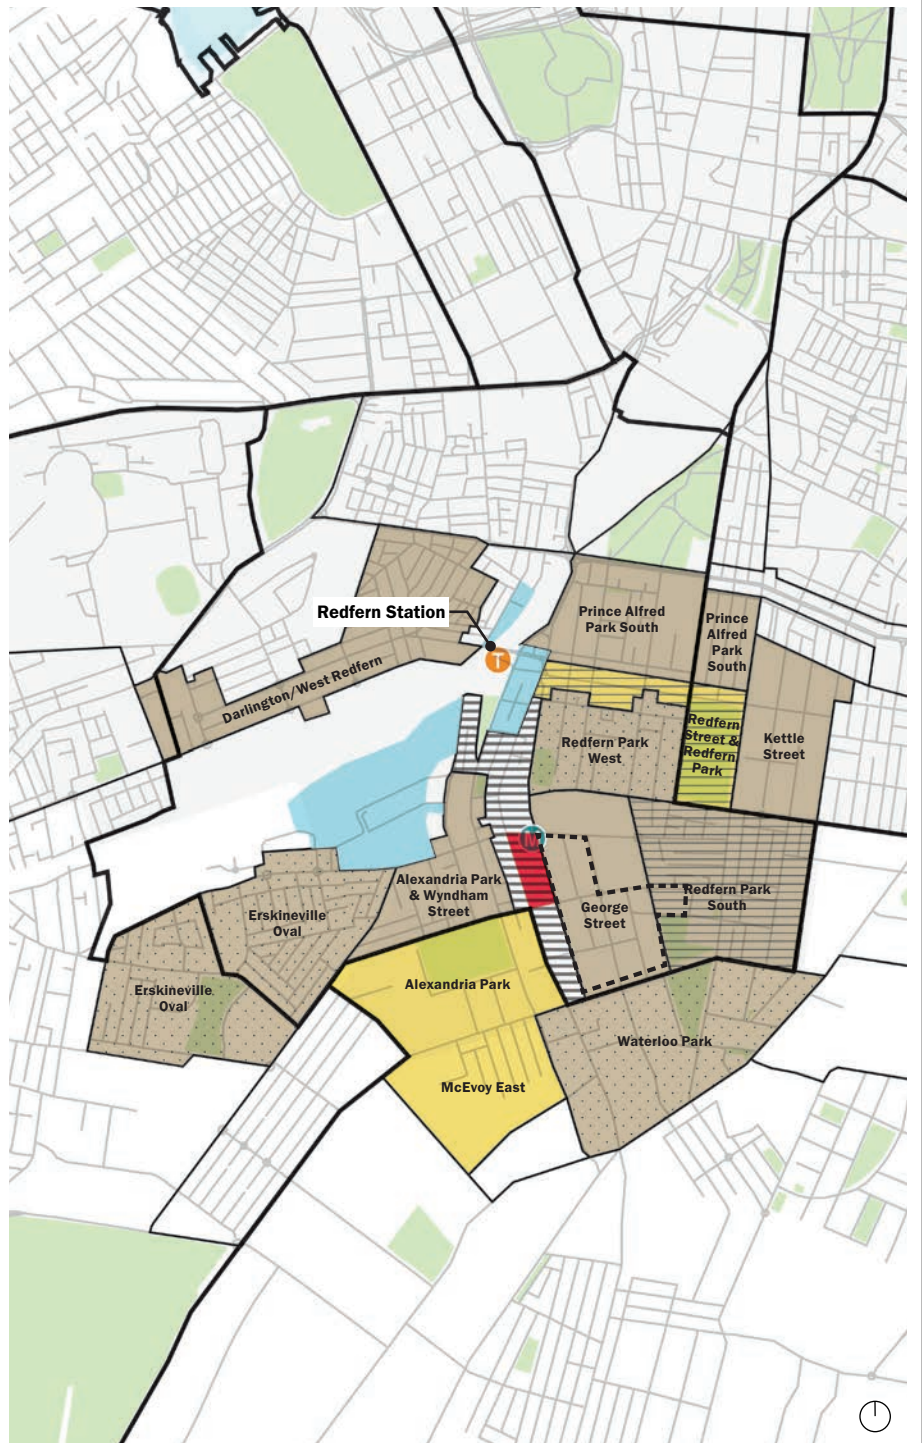 Prince Alfred
Park South
Redfern Station
Prince
Alfred
Park
South
Darlington/West Redfern
T
Redfern
Street &
Redfern
Park
Redfern Park
West
Kettle
Street
M
Alexandria Park
& Wyndham
Street
Redfern Park
South
George
Street
Erskineville
Oval
Alexandria Park
Erskineville
Oval
Waterloo Park
McEvoy East